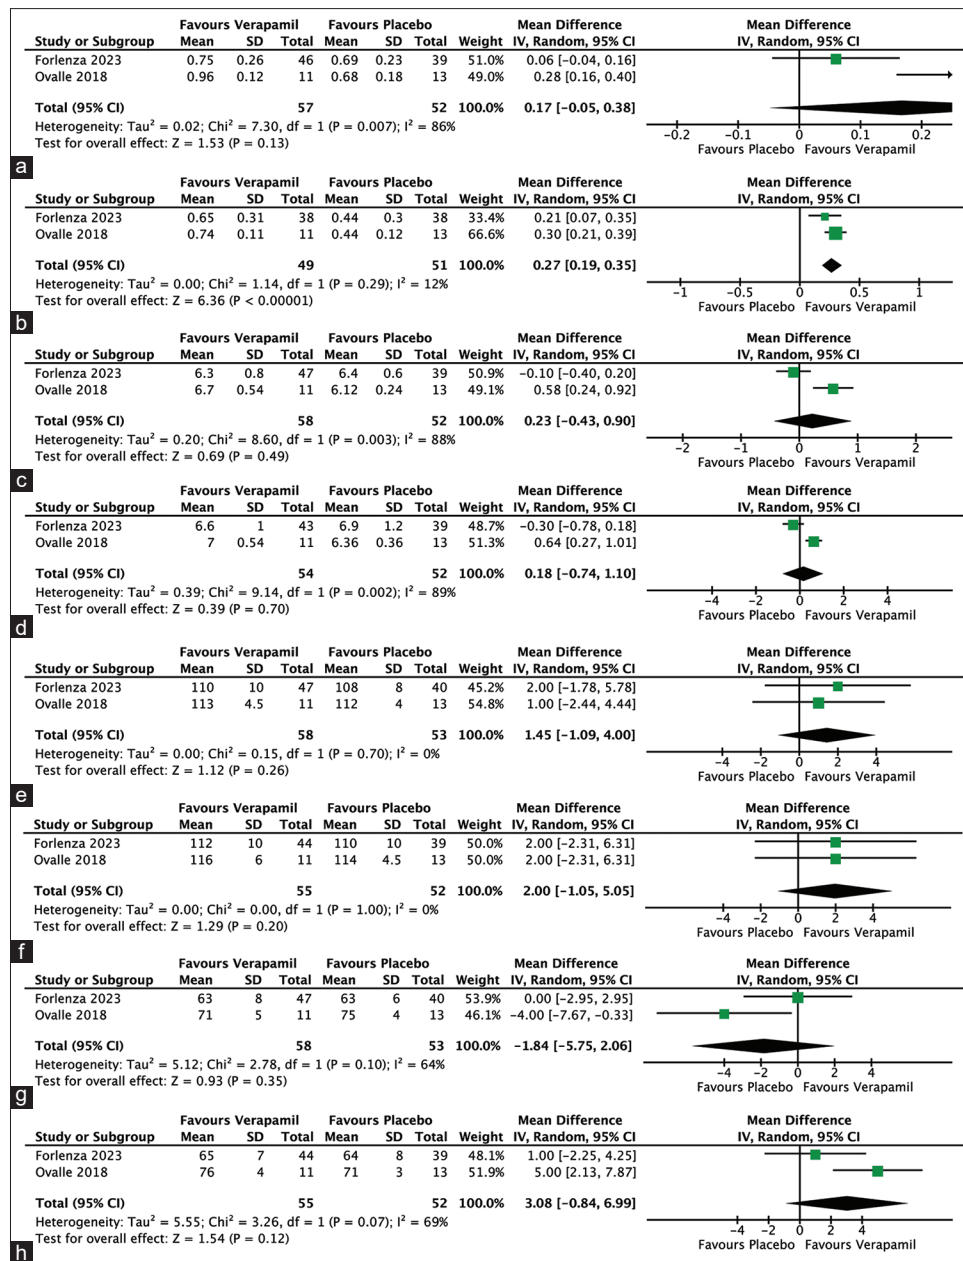 Favours Verapamil Favours Placebo Mean Difference Mean Difference
Study or Subgroup Mean SD Total Mean SD Total Weight IV, Random, 95% CI IV, Random, 95% CI
Forlenza 2023 0.75 0.26 46 0.69 0.23 39 51.0% 0.06 [−0.04, 0.16]
Ovalle 2018 0.96 0.12 11 0.68 0.18 13 49.0% 0.28 [0.16, 0.40]
Total (95% CI) 57 52 100.0% 0.17 [−0.05, 0.38]
Heterogeneity: Tau² = 0.02; Chi² = 7.30, df = 1 (P = 0.007); I² = 86%
−0.2 −0.1 0 0.1 0.2
Test for overall effect: Z = 1.53 (P = 0.13)
Favours Placebo Favours Verapamil
a
Favours Verapamil Favours Placebo Mean Difference Mean Difference
Study or Subgroup Mean SD Total Mean SD Total Weight IV, Random, 95% CI IV, Random, 95% CI
Forlenza 2023 0.65 0.31 38 0.44 0.3 38 33.4% 0.21 [0.07, 0.35]
Ovalle 2018 0.74 0.11 11 0.44 0.12 13 66.6% 0.30 [0.21, 0.39]
Total (95% CI) 49 51 100.0% 0.27 [0.19, 0.35]
Heterogeneity: Tau² = 0.00; Chi² = 1.14, df = 1 (P = 0.29); I² = 12%
−1 −0.5 0 0.5 1
Test for overall effect: Z = 6.36 (P < 0.00001)
Favours Placebo Favours Verapamil
b
Favours Verapamil Favours Placebo Mean Difference Mean Difference
Study or Subgroup Mean SD Total Mean SD Total Weight IV, Random, 95% CI IV, Random, 95% CI
Forlenza 2023 6.3 0.8 47 6.4 0.6 39 50.9% −0.10 [−0.40, 0.20]
Ovalle 2018 6.7 0.54 11 6.12 0.24 13 49.1% 0.58 [0.24, 0.92]
Total (95% CI) 58 52 100.0% 0.23 [−0.43, 0.90]
Heterogeneity: Tau² = 0.20; Chi² = 8.60, df = 1 (P = 0.003); I² = 88%
−2 −1 0 1 2
Test for overall effect: Z = 0.69 (P = 0.49)
Favours Placebo Favours Verapamil
c
Favours Verapamil Favours Placebo Mean Difference Mean Difference
Study or Subgroup Mean SD Total Mean SD Total Weight IV, Random, 95% CI IV, Random, 95% CI
Forlenza 2023 6.6 1 43 6.9 1.2 39 48.7% −0.30 [−0.78, 0.18]
Ovalle 2018 7 0.54 11 6.36 0.36 13 51.3% 0.64 [0.27, 1.01]
Total (95% CI) 54 52 100.0% 0.18 [−0.74, 1.10]
Heterogeneity: Tau² = 0.39; Chi² = 9.14, df = 1 (P = 0.002); I² = 89%
−4 −2 0 2 4
Test for overall effect: Z = 0.39 (P = 0.70)
Favours Placebo Favours Verapamil
d
Favours Verapamil Favours Placebo Mean Difference Mean Difference
Study or Subgroup Mean SD Total Mean SD Total Weight IV, Random, 95% CI IV, Random, 95% CI
Forlenza 2023 110 10 47 108 8 40 45.2% 2.00 [−1.78, 5.78]
Ovalle 2018 113 4.5 11 112 4 13 54.8% 1.00 [−2.44, 4.44]
Total (95% CI) 58 53 100.0% 1.45 [−1.09, 4.00]
Heterogeneity: Tau² = 0.00; Chi² = 0.15, df = 1 (P = 0.70); I² = 0%
−4 −2 0 2 4
Test for overall effect: Z = 1.12 (P = 0.26)
Favours Placebo Favours Verapamil
e
Favours Verapamil Favours Placebo Mean Difference Mean Difference
Study or Subgroup Mean SD Total Mean SD Total Weight IV, Random, 95% CI IV, Random, 95% CI
Forlenza 2023 112 10 44 110 10 39 50.0% 2.00 [−2.31, 6.31]
Ovalle 2018 116 6 11 114 4.5 13 50.0% 2.00 [−2.31, 6.31]
Total (95% CI) 55 52 100.0% 2.00 [−1.05, 5.05]
Heterogeneity: Tau² = 0.00; Chi² = 0.00, df = 1 (P = 1.00); I² = 0%
−4 −2 0 2 4
Test for overall effect: Z = 1.29 (P = 0.20)
Favours Placebo Favours Verapamil
f
Favours Verapamil Favours Placebo Mean Difference Mean Difference
Study or Subgroup Mean SD Total Mean SD Total Weight IV, Random, 95% CI IV, Random, 95% CI
Forlenza 2023 63 8 47 63 6 40 53.9% 0.00 [−2.95, 2.95]
Ovalle 2018 71 5 11 75 4 13 46.1% −4.00 [−7.67, −0.33]
Total (95% CI) 58 53 100.0% −1.84 [−5.75, 2.06]
Heterogeneity: Tau² = 5.12; Chi² = 2.78, df = 1 (P = 0.10); I² = 64%
−4 −2 0 2 4
Test for overall effect: Z = 0.93 (P = 0.35)
Favours Placebo Favours Verapamil
g
Favours Verapamil Favours Placebo Mean Difference Mean Difference
Study or Subgroup Mean SD Total Mean SD Total Weight IV, Random, 95% CI IV, Random, 95% CI
Forlenza 2023 65 7 44 64 8 39 48.1% 1.00 [−2.25, 4.25]
Ovalle 2018 76 4 11 71 3 13 51.9% 5.00 [2.13, 7.87]
Total (95% CI) 55 52 100.0% 3.08 [−0.84, 6.99]
Heterogeneity: Tau² = 5.55; Chi² = 3.26, df = 1 (P = 0.07); I² = 69%
−4 −2 0 2 4
Test for overall effect: Z = 1.54 (P = 0.12)
Favours Placebo Favours Verapamil
h